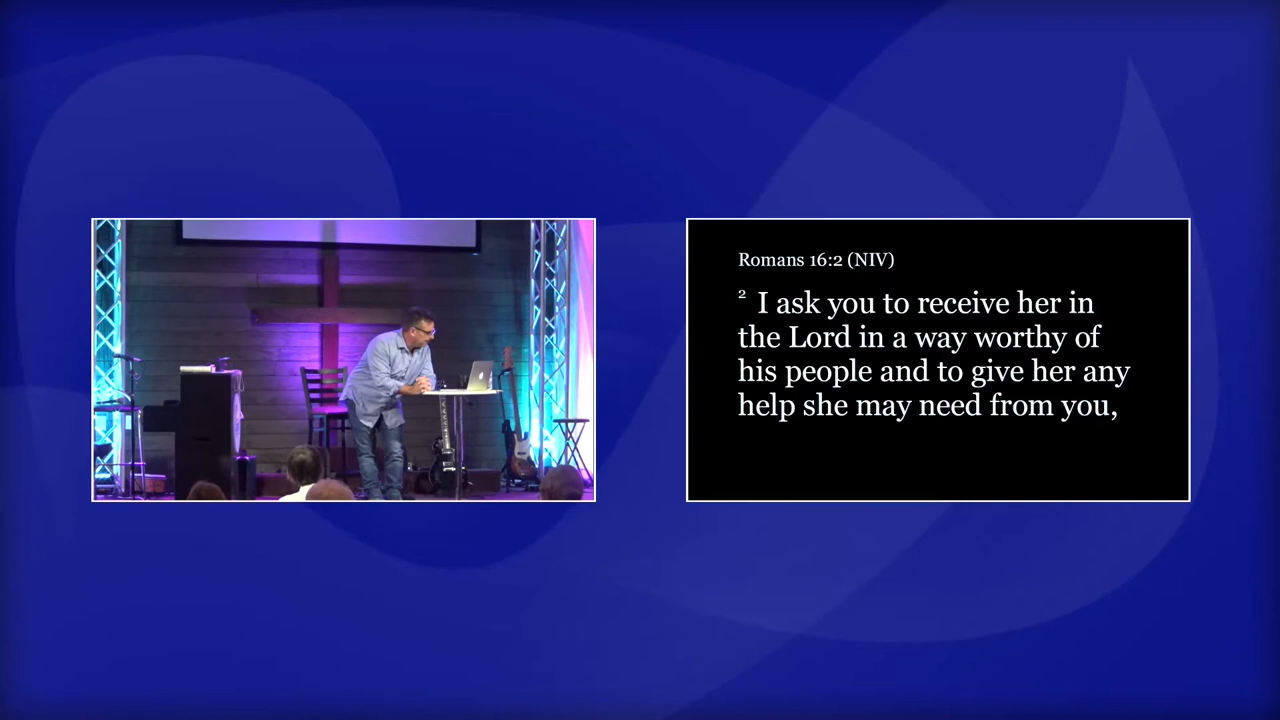 Romans 16:2 (NIV)
2 I ask you to receive her in
the Lord in a way worthy of
his people and to give her any
help she may need from you,